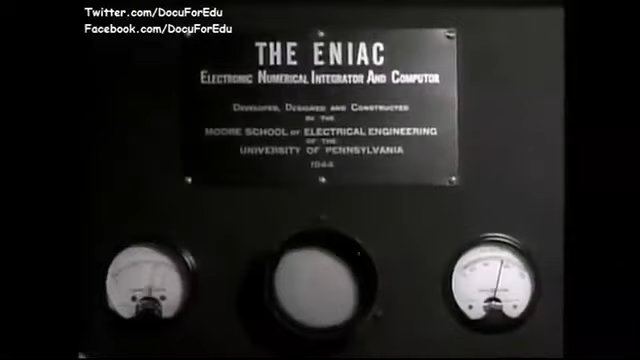 Twitter.com/DocuForEdu
Facebook.com/DocuForEdu
THE ENIAC
ELECTRONIC NUMERICAL INTEGRATOR AND COMPUTOR
DEVELOPED, DESIGNED AND CONSTRUCTED
BY THE
MOORE SCHOOL OF ELECTRICAL ENGINEERING
OF THE
UNIVERSITY OF PENNSYLVANIA
1944